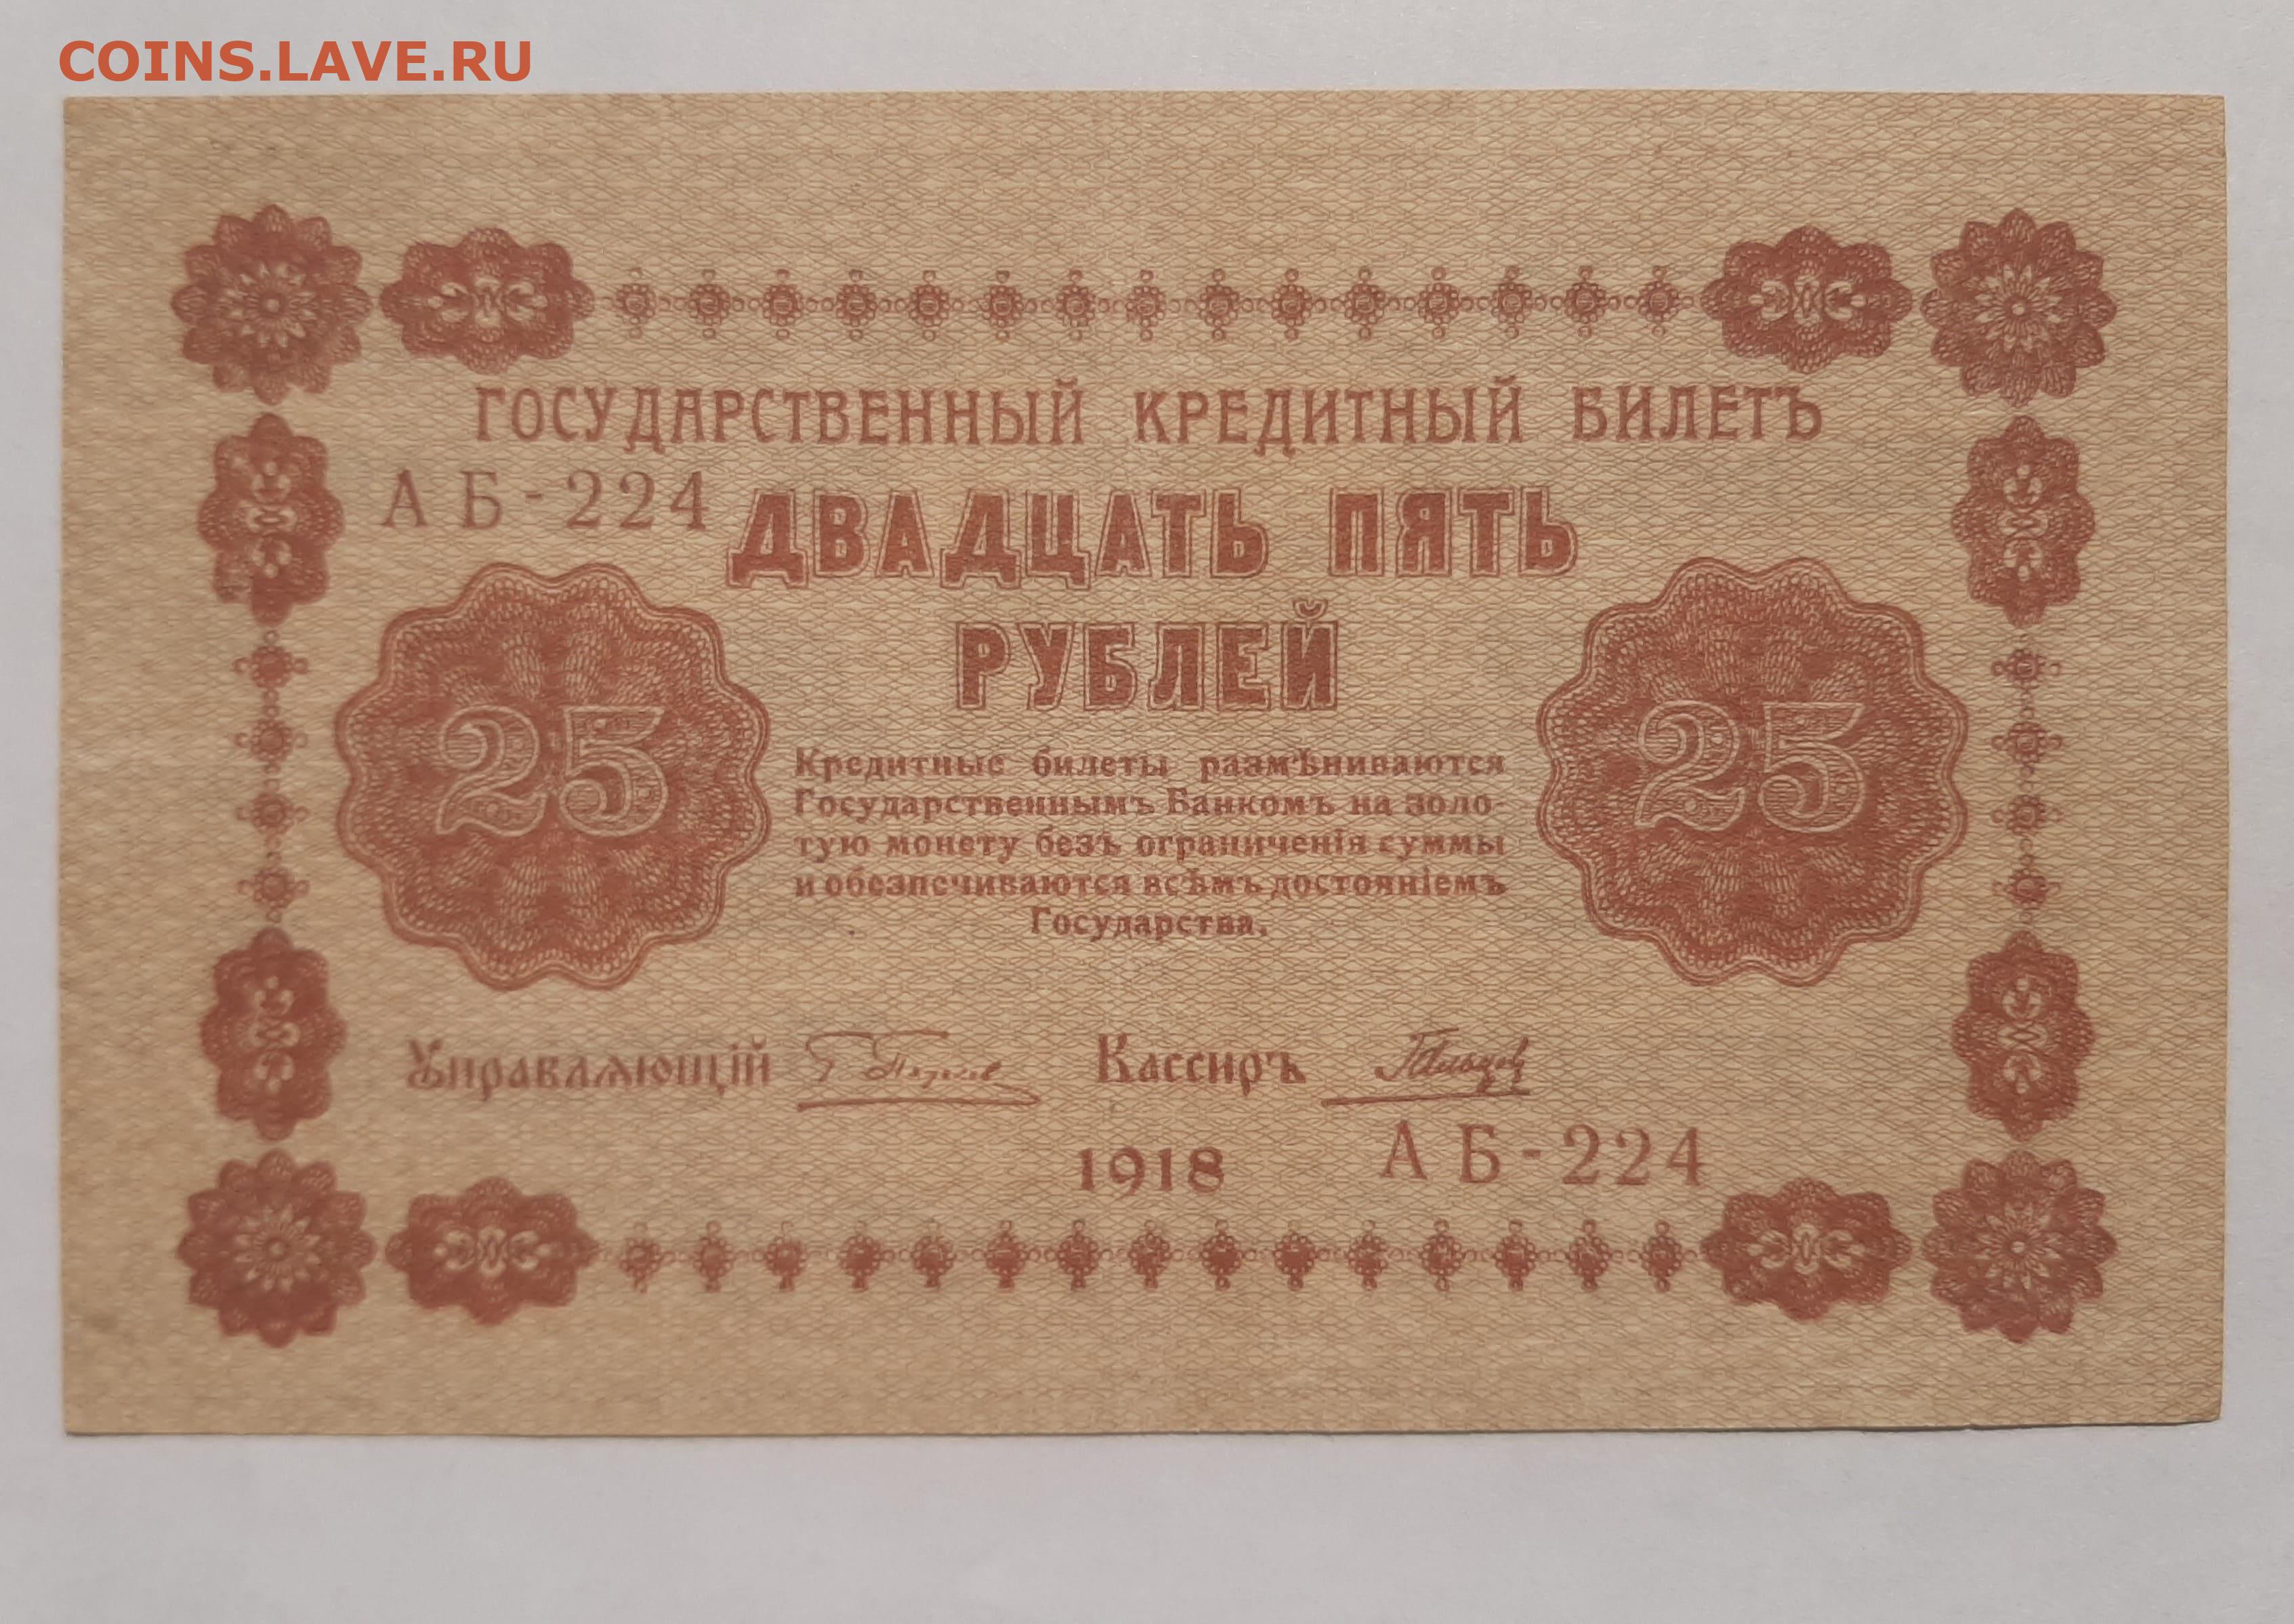 COINS.LAVE.RU
ГОСУДАРСТВЕННЫЙ КРЕДИТНЫЙ БИЛЕТЪ
АБ-224
ДВАДЦАТЬ ПЯТЬ
РУБЛЕЙ
25
25
Кредитные билеты размѣниваются
Государственнымъ Банкомъ на золо-
тую монету безъ ограниченія суммы
и обезпечиваются всѣмъ достояніемъ
Государства.
Управляющій
Кассиръ
1918
АБ-224